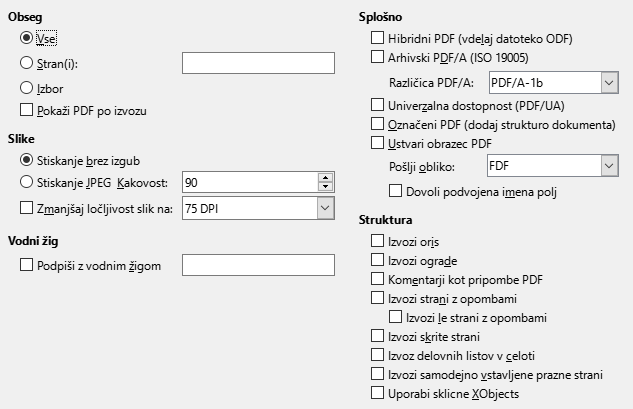 Obseg
Vse
Stran(i):
Izbor
Pokaži PDF po izvozu
Slike
Stiskanje brez izgub
Stiskanje JPEG Kakovost: 90
Zmanjšaj ločljivost slik na: 75 DPI
Vodni žig
Podpiši z vodnim žigom
Splošno
Hibridni PDF (vdelaj datoteko ODF)
Arhivski PDF/A (ISO 19005)
Različica PDF/A: PDF/A-1b
Univerzalna dostopnost (PDF/UA)
Označeni PDF (dodaj strukturo dokumenta)
Ustvari obrazec PDF
Pošlji obliko: FDF
Dovoli podvojena imena polj
Struktura
Izvozi oris
Izvozi ograde
Komentarji kot pripombe PDF
Izvozi strani z opombami
Izvozi le strani z opombami
Izvozi skrite strani
Izvoz delovnih listov v celoti
Izvozi samodejno vstavljene prazne strani
Uporabi sklicne XObjects